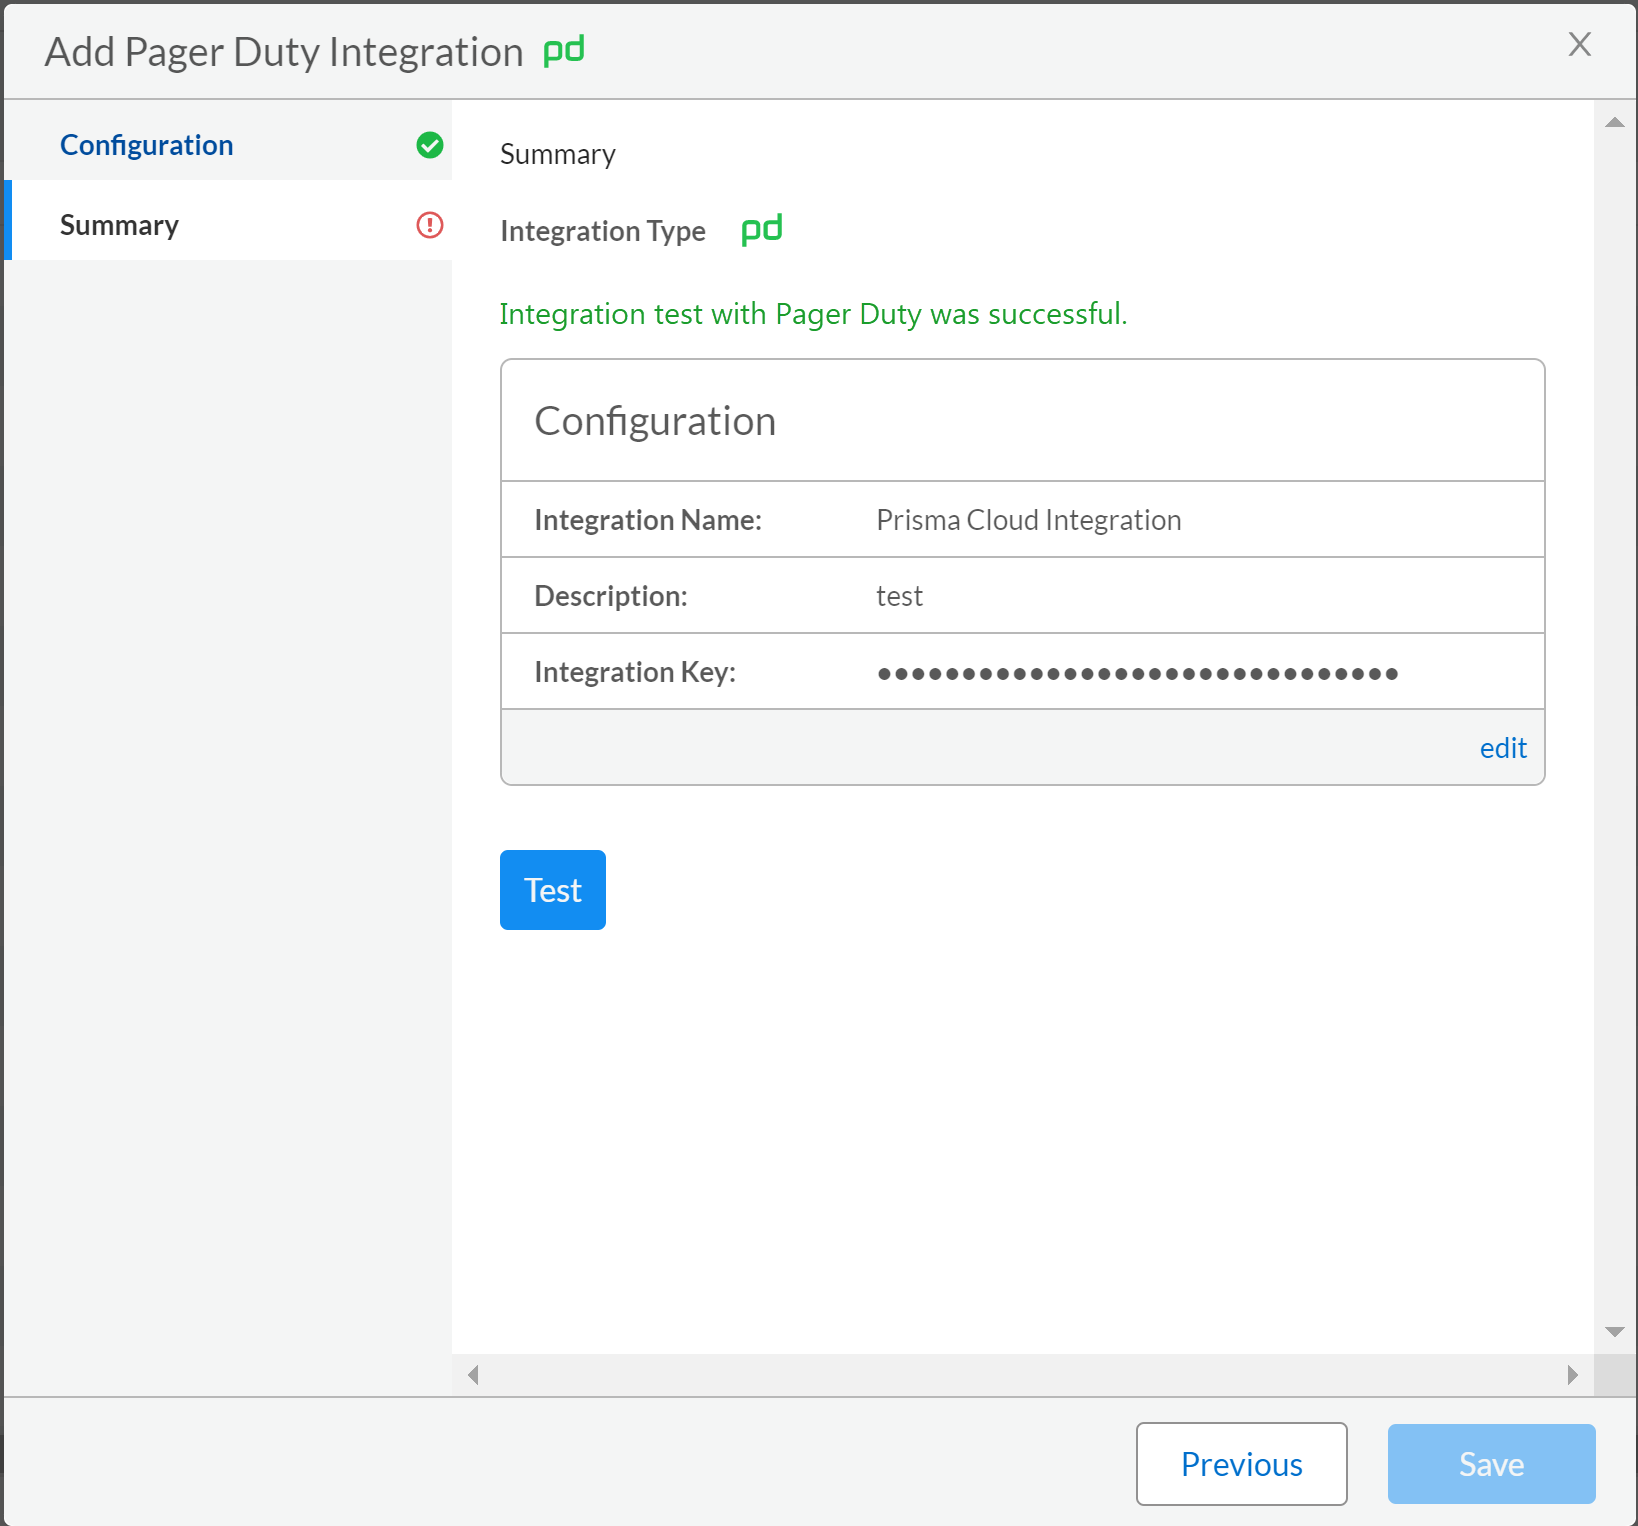 Add Pager Duty Integration pd
X
Configuration
Summary
Summary
Integration Type pd
Integration test with Pager Duty was successful.
Configuration
Integration Name: Prisma Cloud Integration
Description: test
Integration Key: ●●●●●●●●●●●●●●●●●●●●●●●●●●●●●●●
edit
Test
Previous
Save